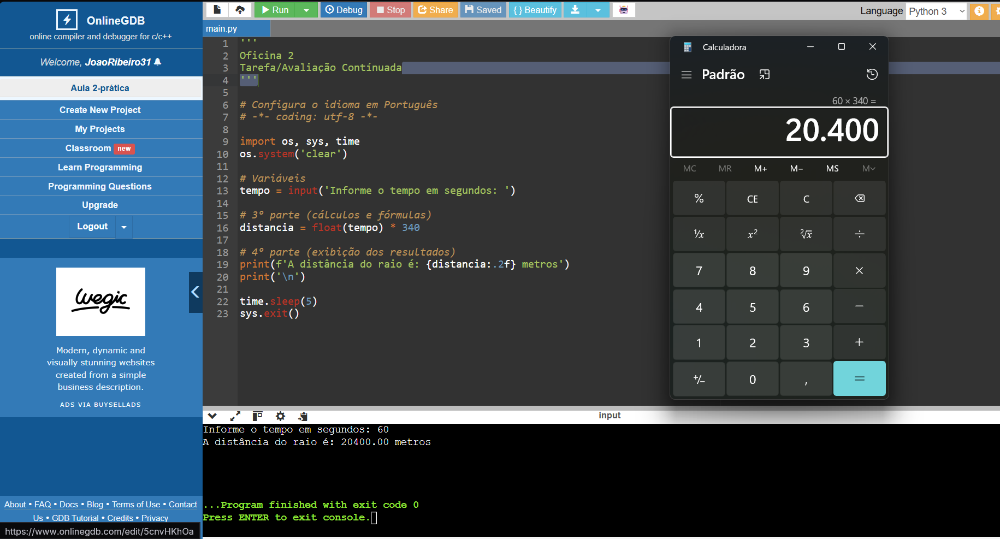 OnlineGDB
online compiler and debugger for c/c++
Welcome, JoaoRibeiro31
Aula 2-prática
Create New Project
My Projects
Classroom new
Learn Programming
Programming Questions
Upgrade
Logout
wegic
Modern, dynamic and
visually stunning websites
created from a simple
business description.
ADS VIA BUYSELLADS
About • FAQ • Docs • Blog • Terms of Use • Contact
Us • GDB Tutorial • Credits • Privacy
https://www.onlinegdb.com/edit/5cnvHKhOa
Run Debug Stop Share Saved { } Beautify
Language Python 3
main.py
1 '''
2 Oficina 2
3 Tarefa/Avaliação Contínuada
4 '''
5
6 # Configura o idioma em Português
7 # -*- coding: utf-8 -*-
8
9 import os, sys, time
10 os.system('clear')
11
12 # Variáveis
13 tempo = input('Informe o tempo em segundos: ')
14
15 # 3º parte (cálculos e fórmulas)
16 distancia = float(tempo) * 340
17
18 # 4º parte (exibição dos resultados)
19 print(f'A distância do raio é: {distancia:.2f} metros')
20 print('\n')
21
22 time.sleep(5)
23 sys.exit()
Calculadora
Padrão
60 × 340 =
20.400
MC MR M+ M− MS M
% CE C
¹⁄x x² ²√x ÷
7 8 9 ×
4 5 6 −
1 2 3 +
+/− 0 , =
input
Informe o tempo em segundos: 60
A distância do raio é: 20400.00 metros
...Program finished with exit code 0
Press ENTER to exit console.